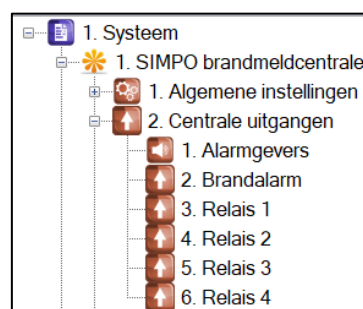 1. Systeem
1. SIMPO brandmeldcentrale
1. Algemene instellingen
2. Centrale uitgangen
1. Alarmgevers
2. Brandalarm
3. Relais 1
4. Relais 2
5. Relais 3
6. Relais 4